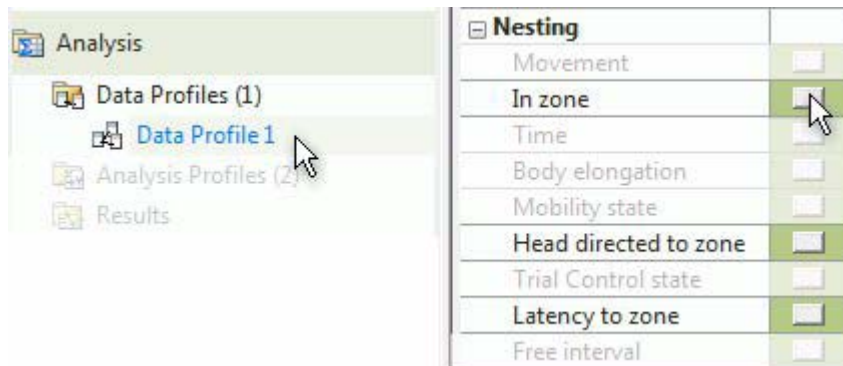 Analysis
Data Profiles (1)
Data Profile 1
Analysis Profiles (2)
Results
Nesting
Movement
In zone
Time
Body elongation
Mobility state
Head directed to zone
Trial Control state
Latency to zone
Free interval